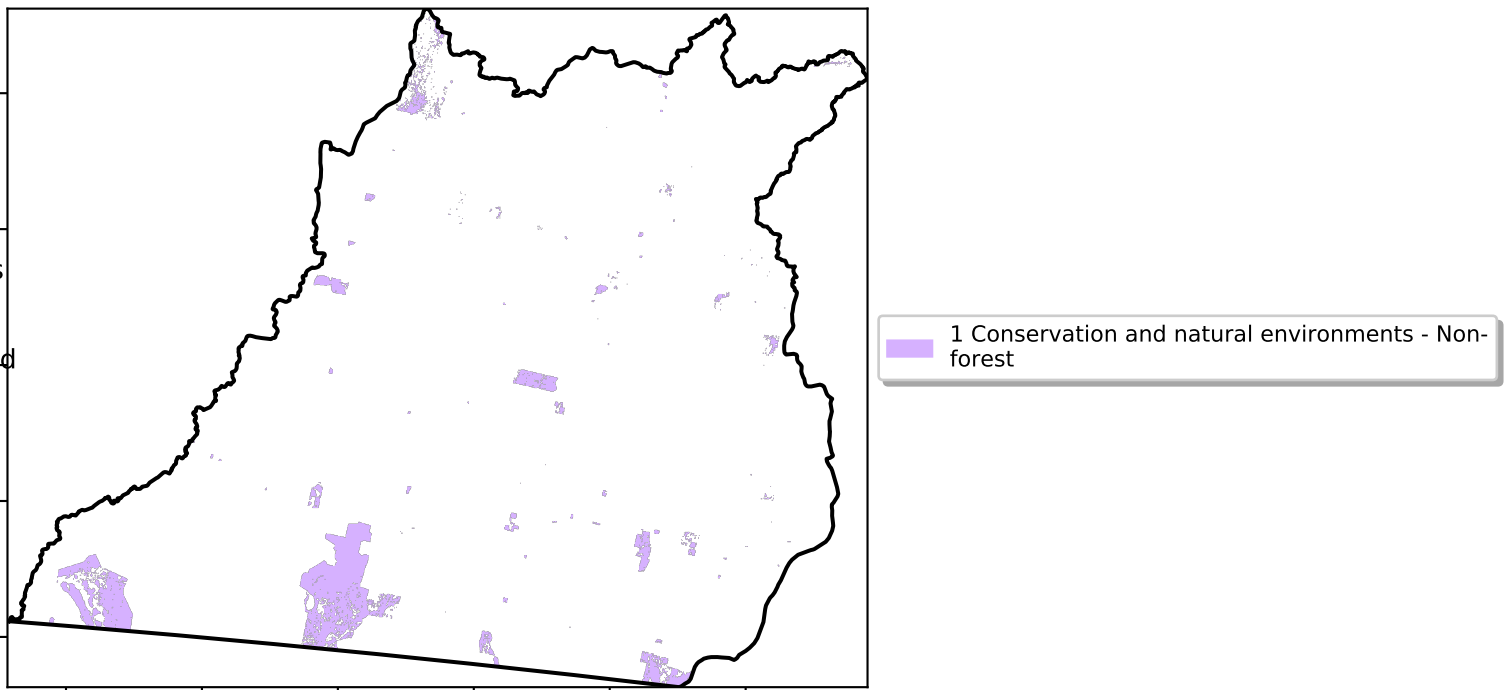 s
d
1 Conservation and natural environments - Non-
forest